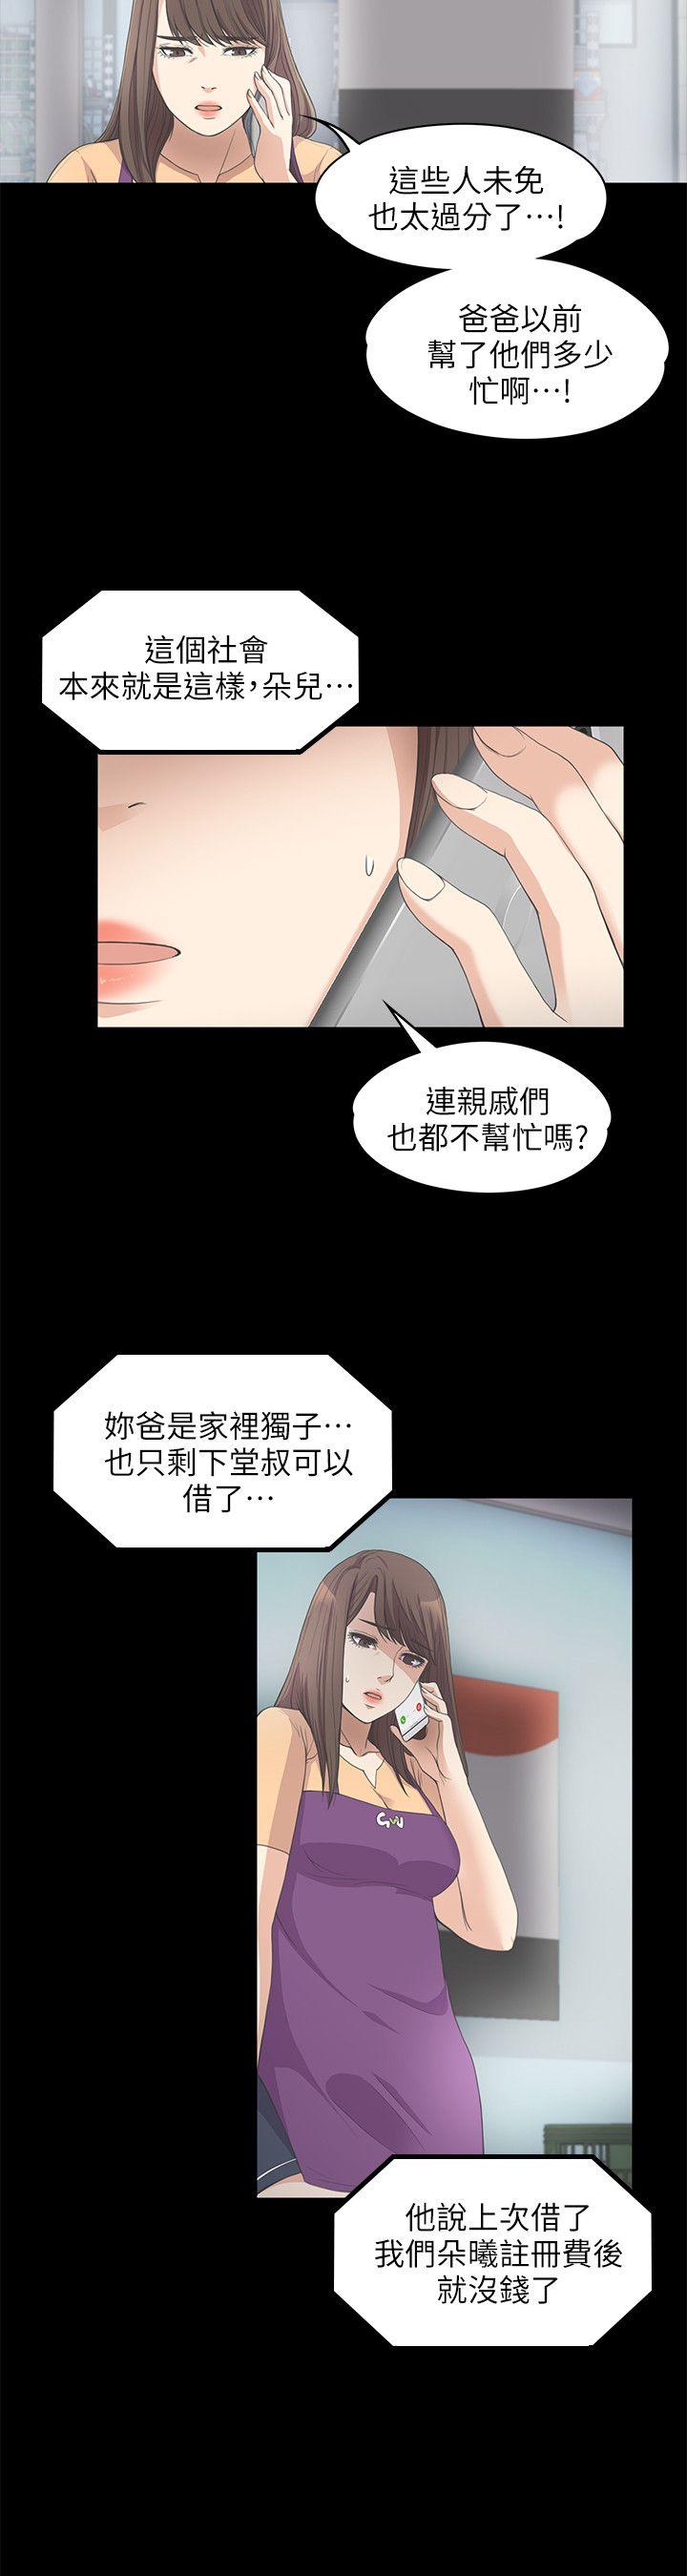 這些人未免
也太過分了…!
爸爸以前
幫了他們多少
忙啊…!
這個社會
本來就是這樣,朵兒…
連親戚們
也都不幫忙嗎?
妳爸是家裡獨子…
也只剩下堂叔可以
借了…
他說上次借了
我們朵曦註冊費後
就沒錢了